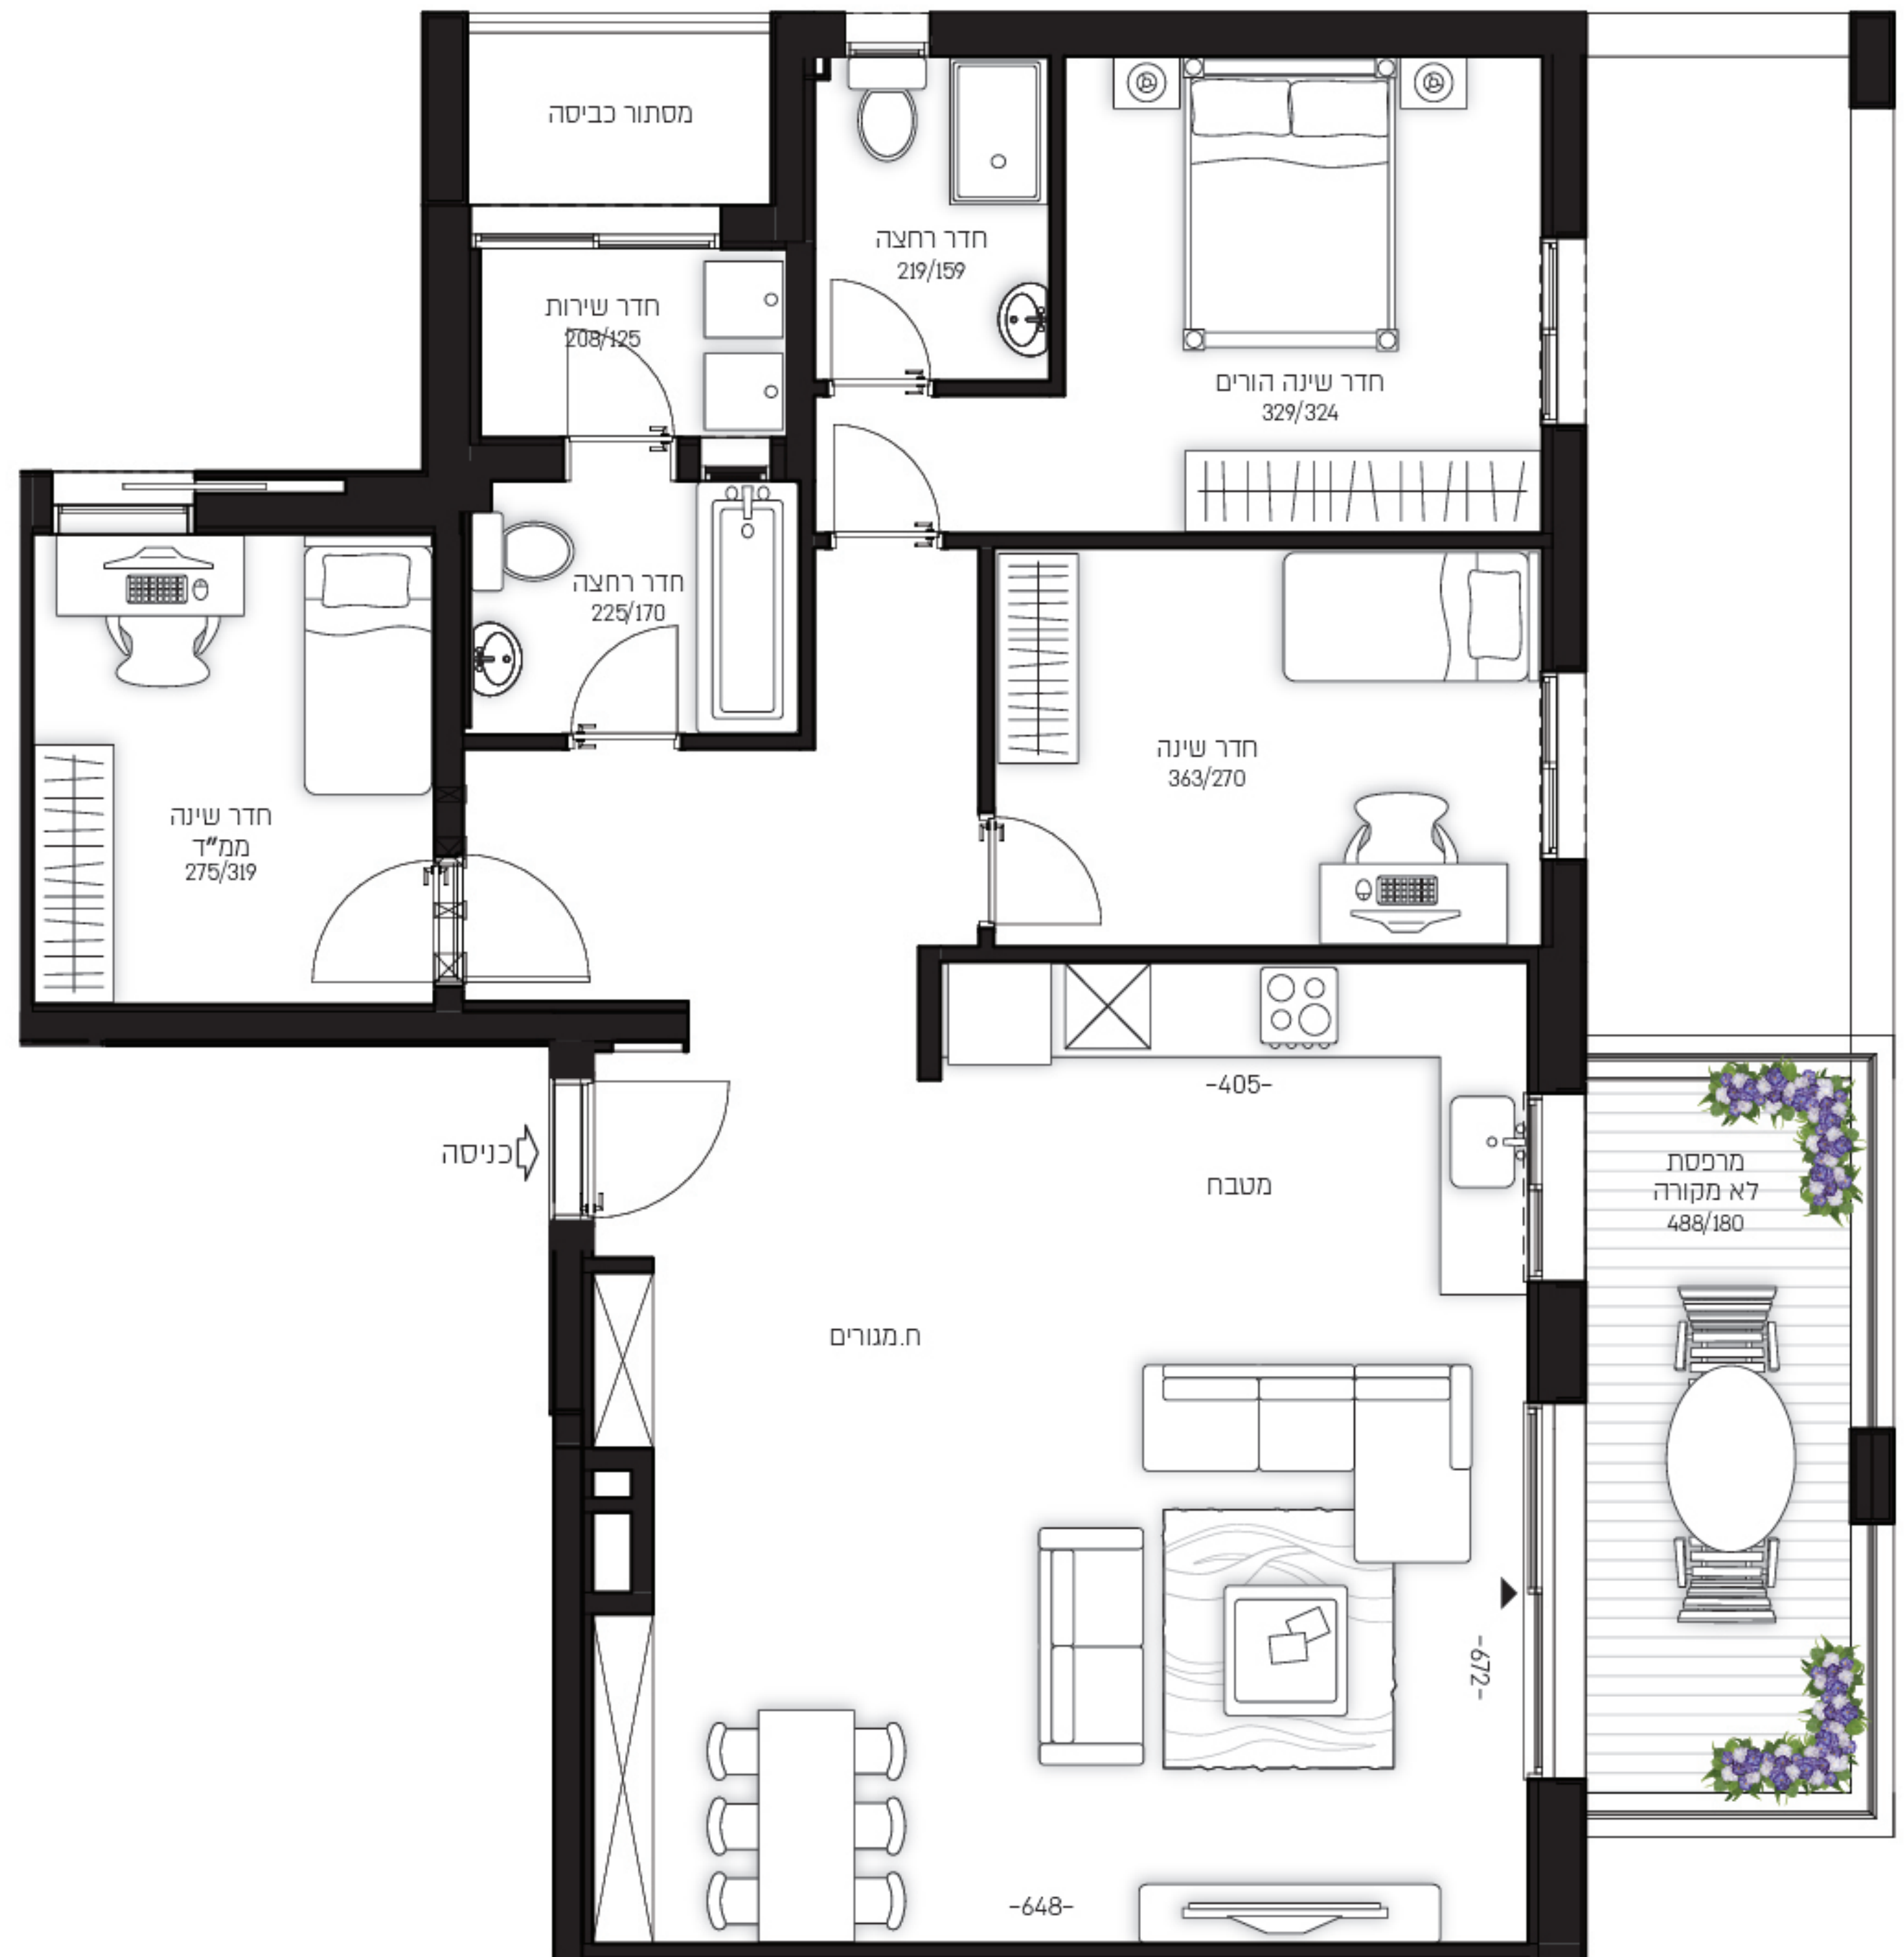 מסתור כביסה
חדר רחצה
219/159
חדר שירות
208/125
חדר שינה הורים
329/324
חדר רחצה
225/170
חדר שינה
363/270
חדר שינה
ממ"ד
275/319
-405-
כניסה
מטבח
מרפסת
לא מקורה
488/180
ח.מגורים
-672-
-648-